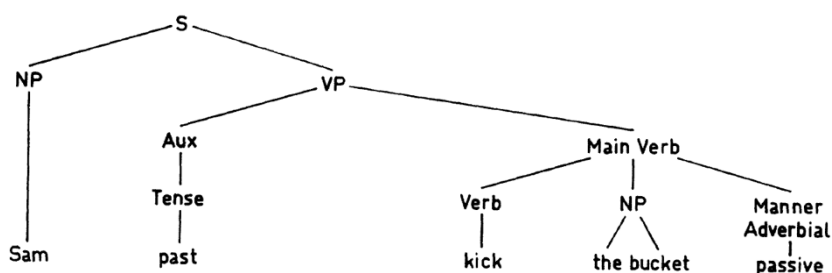 S
NP
VP
Aux
Main Verb
Tense
Verb
NP
Manner
Adverbial
Sam
past
kick
the bucket
passive